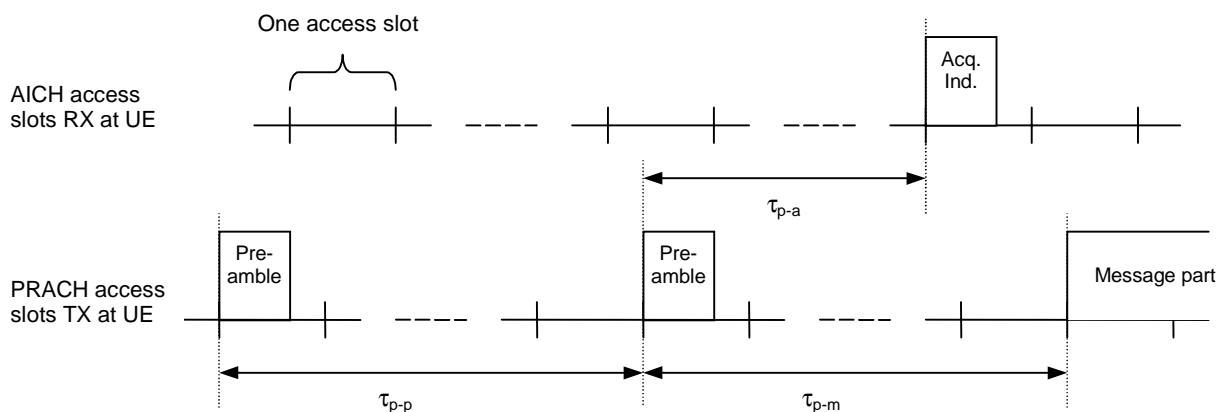 One access slot
Acq.
Ind.
AICH access
slots RX at UE
τp-a
Pre-
amble
Pre-
amble
Message part
PRACH access
slots TX at UE
τp-p
τp-m